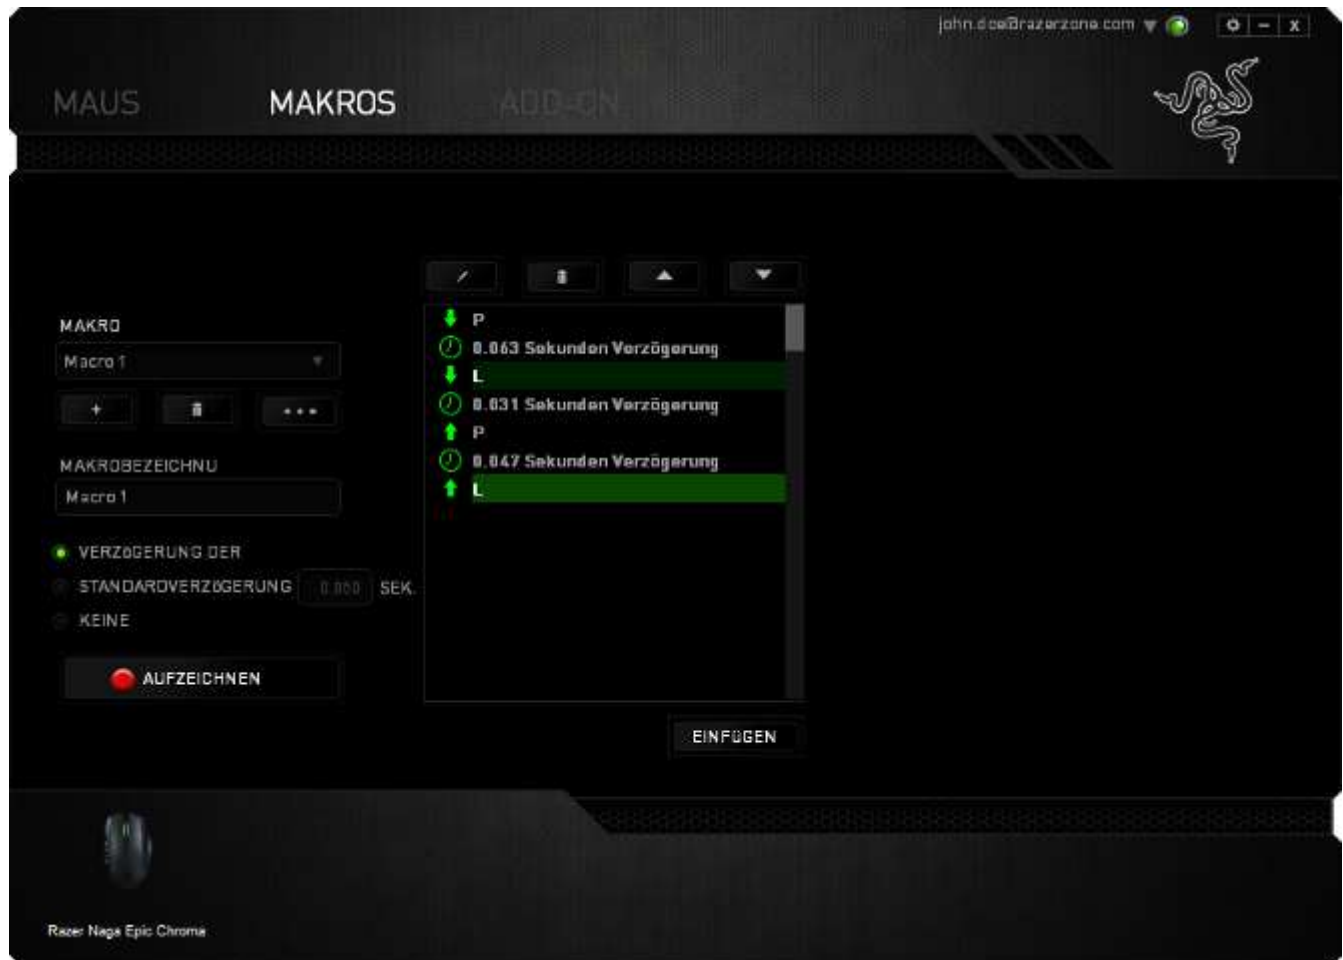 john.doe@razerzone.com
MAUS
MAKROS
ADD-ON
MAKRO
Macro 1
MAKROBEZEICHNU
Macro 1
VERZÖGERUNG DER
STANDARDVERZÖGERUNG
SEK.
KEINE
AUFZEICHNEN
P
0.063 Sekunden Verzögerung
L
0.031 Sekunden Verzögerung
P
0.047 Sekunden Verzögerung
L
EINFÜGEN
Razer Naga Epic Chroma